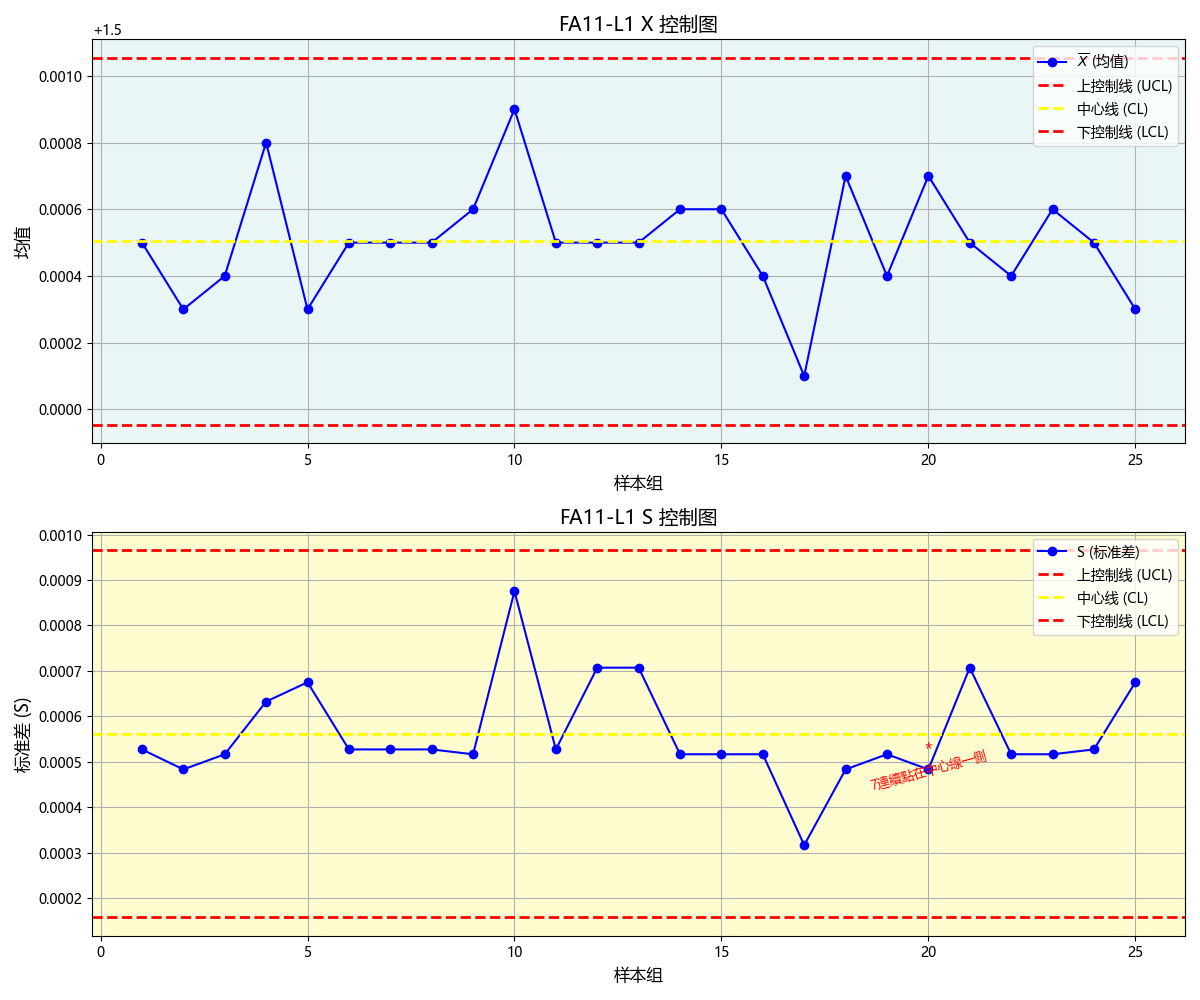 FA11-L1 X 控制图
+1.5
X (均值)
上控制线 (UCL)
中心线 (CL)
下控制线 (LCL)
0.0010
0.0008
0.0006
0.0004
0.0002
0.0000
均值
0 5 10 15 20 25
样本组
FA11-L1 S 控制图
S (标准差)
上控制线 (UCL)
中心线 (CL)
下控制线 (LCL)
0.0010
0.0009
0.0008
0.0007
0.0006
0.0005
0.0004
0.0003
0.0002
标准差 (S)
*
7連續點在中心線一側
0 5 10 15 20 25
样本组